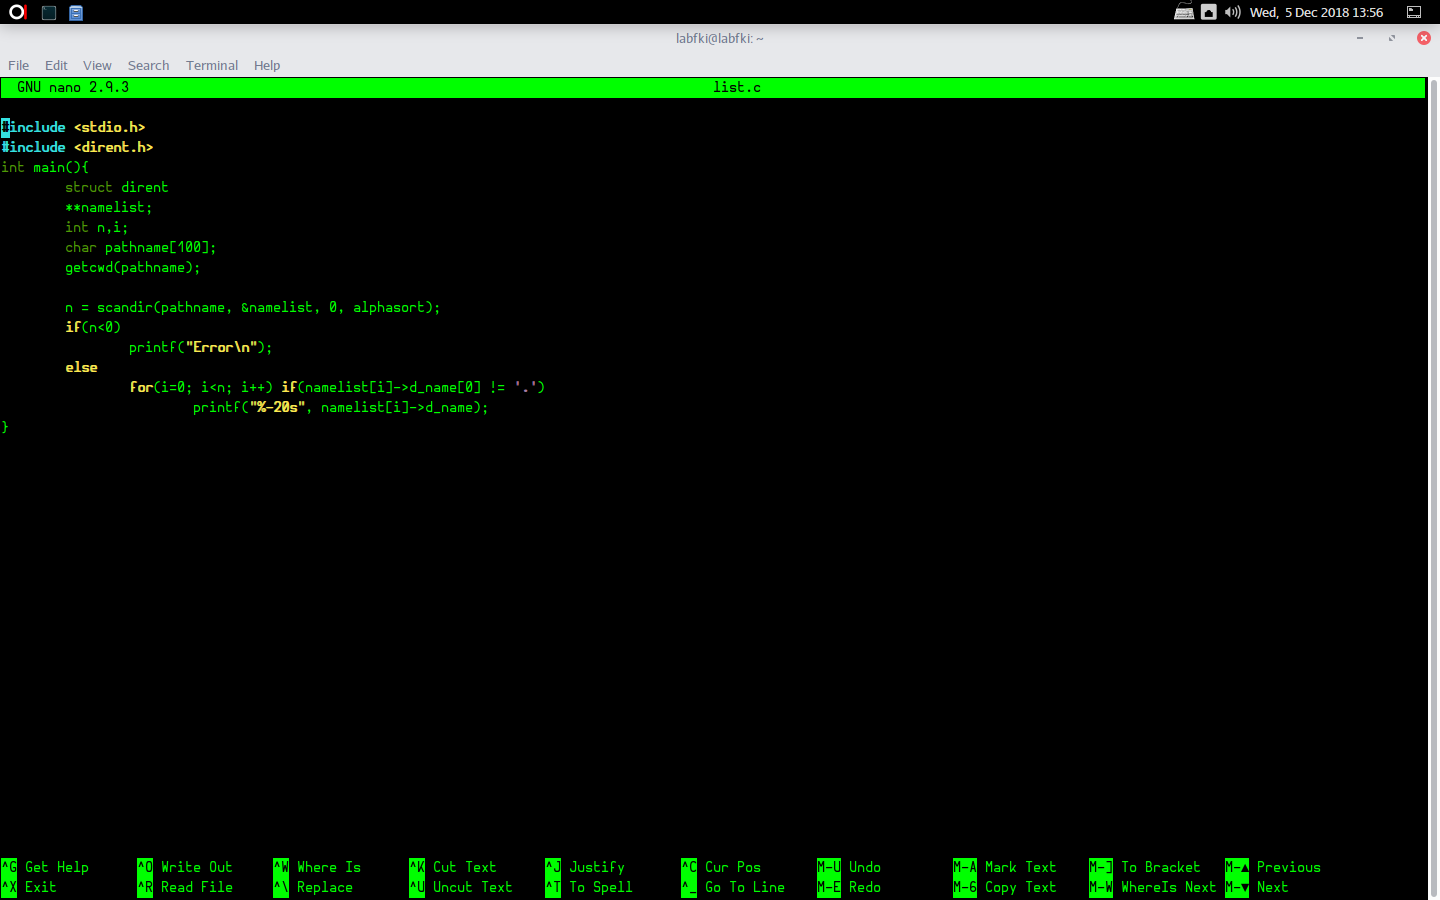 Wed, 5 Dec 2018 13:56
labfki@labfki: ~
File Edit View Search Terminal Help
GNU nano 2.9.3 list.c
#include <stdio.h>
#include <dirent.h>
int main(){
        struct dirent
        **namelist;
        int n,i;
        char pathname[100];
        getcwd(pathname);

        n = scandir(pathname, &namelist, 0, alphasort);
        if(n<0)
                printf("Error\n");
        else
                for(i=0; i<n; i++) if(namelist[i]->d_name[0] != '.')
                        printf("%-20s", namelist[i]->d_name);
}
^G Get Help ^O Write Out ^W Where Is ^K Cut Text ^J Justify ^C Cur Pos M-U Undo M-A Mark Text M-] To Bracket M-▲ Previous
^X Exit ^R Read File ^\ Replace ^U Uncut Text ^T To Spell ^_ Go To Line M-E Redo M-6 Copy Text M-W WhereIs Next M-▼ Next